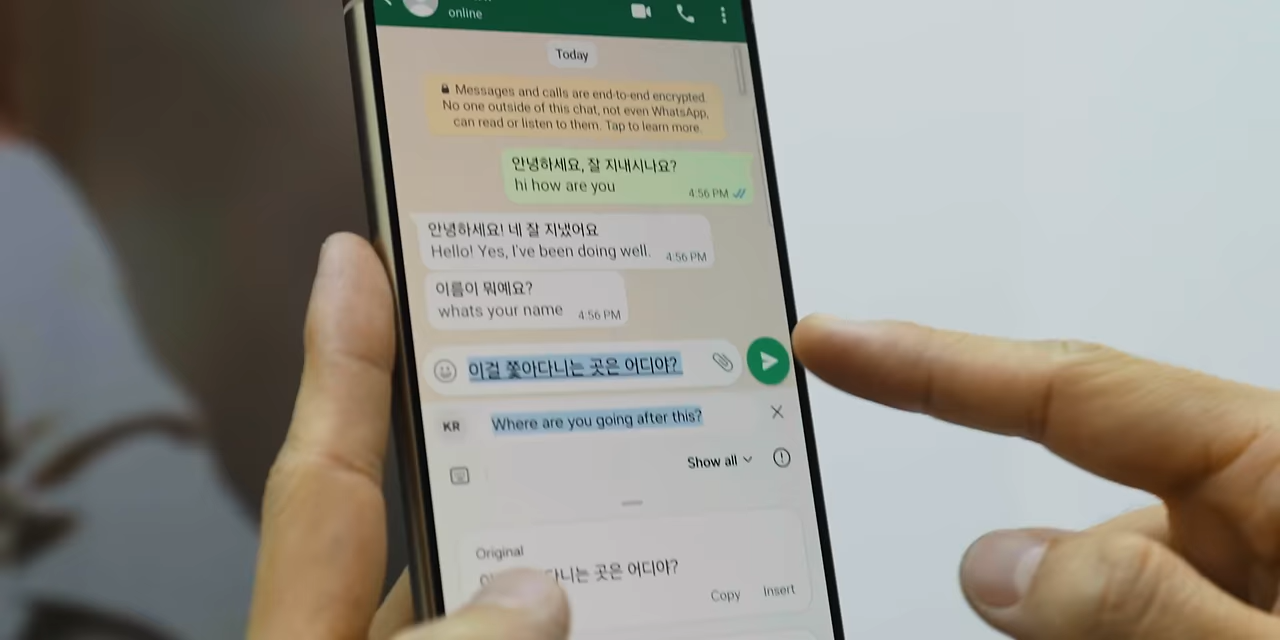 online
Today
Messages and calls are end-to-end encrypted.
No one outside of this chat, not even WhatsApp,
can read or listen to them. Tap to learn more.
안녕하세요, 잘 지내시나요?
hi how are you
4:56 PM
안녕하세요! 네 잘 지냈어요
Hello! Yes, I've been doing well.
4:56 PM
이름이 뭐예요?
whats your name
4:56 PM
이걸 쫓아다니는 곳은 어디야?
KR
Where are you going after this?
Show all
Original
다니는 곳은 어디야?
Copy
Insert